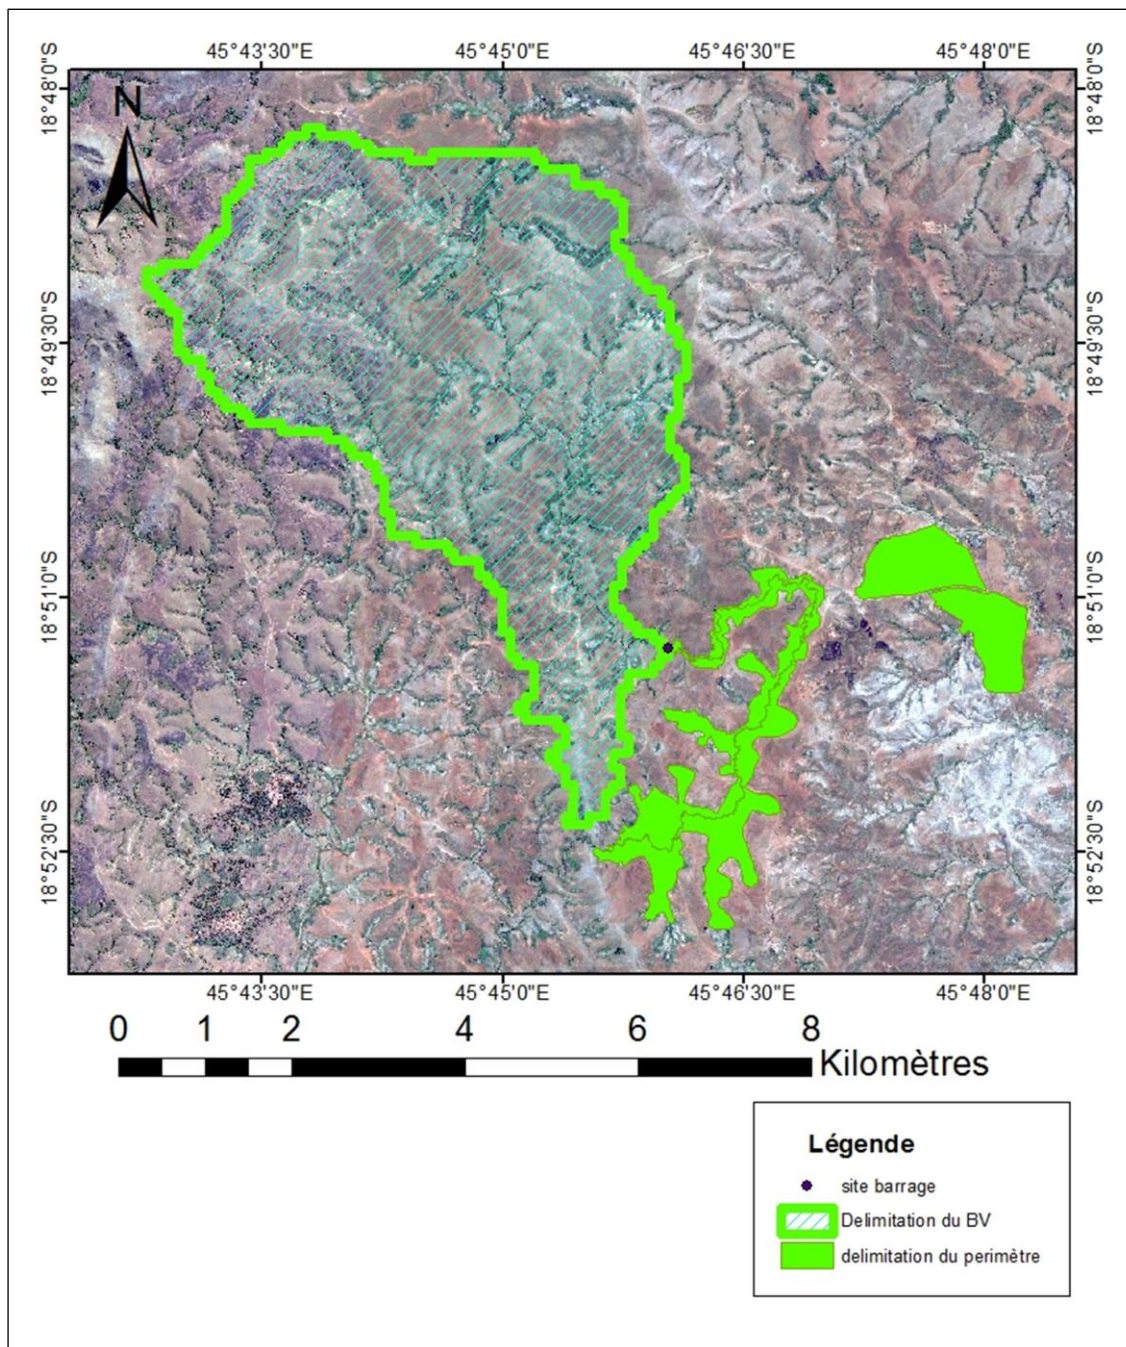 45°43'30"E 45°45'0"E 45°46'30"E 45°48'0"E
18°48'0"S 18°48'0"S
N
18°49'30"S 18°49'30"S
18°51'0"S 18°51'0"S
18°52'30"S 18°52'30"S
45°43'30"E 45°45'0"E 45°46'30"E 45°48'0"E
0 1 2 4 6 8
Kilomètres
Légende
site barrage
Delimitation du BV
delimitation du perimètre